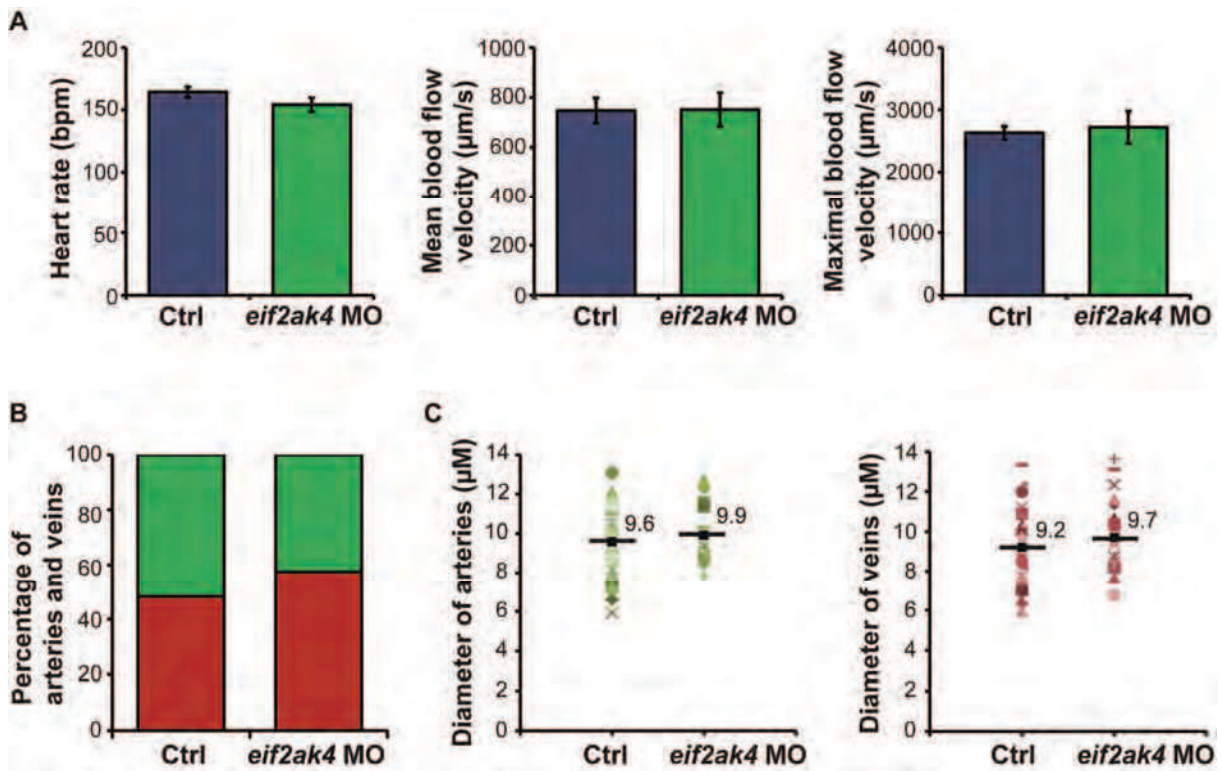 A
Heart rate (bpm)
200
150
100
50
0
Ctrl
eif2ak4 MO
Mean blood flow
velocity (µm/s)
1000
800
600
400
200
0
Ctrl
eif2ak4 MO
Maximal blood flow
velocity (µm/s)
4000
3000
2000
1000
0
Ctrl
eif2ak4 MO
B
Percentage of
arteries and veins
100
80
60
40
20
0
Ctrl
eif2ak4 MO
C
Diameter of arteries (µM)
14
12
10
8
6
4
2
0
9.6
9.9
Ctrl
eif2ak4 MO
Diameter of veins (µM)
14
12
10
8
6
4
2
0
9.2
9.7
Ctrl
eif2ak4 MO